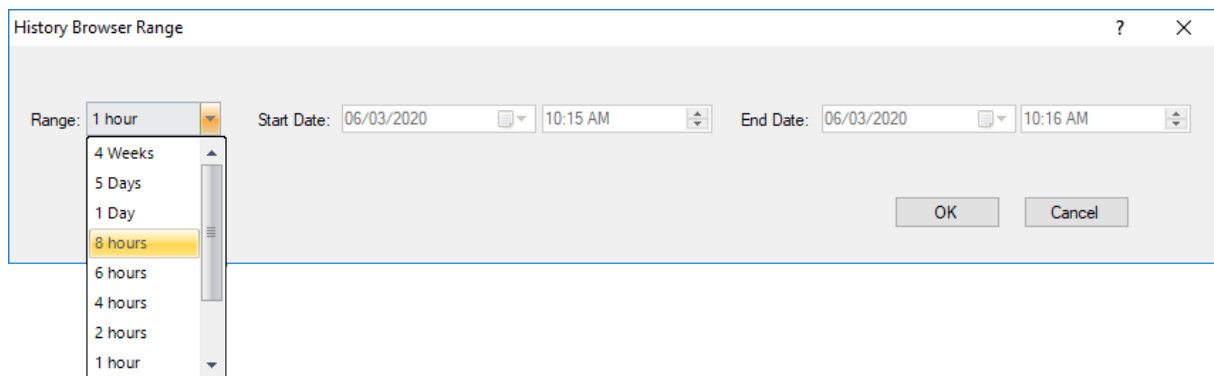 History Browser Range ?
Range: 1 hour Start Date: 06/03/2020 10:15 AM End Date: 06/03/2020 10:16 AM
4 Weeks
5 Days
1 Day
OK Cancel
8 hours
6 hours
4 hours
2 hours
1 hour